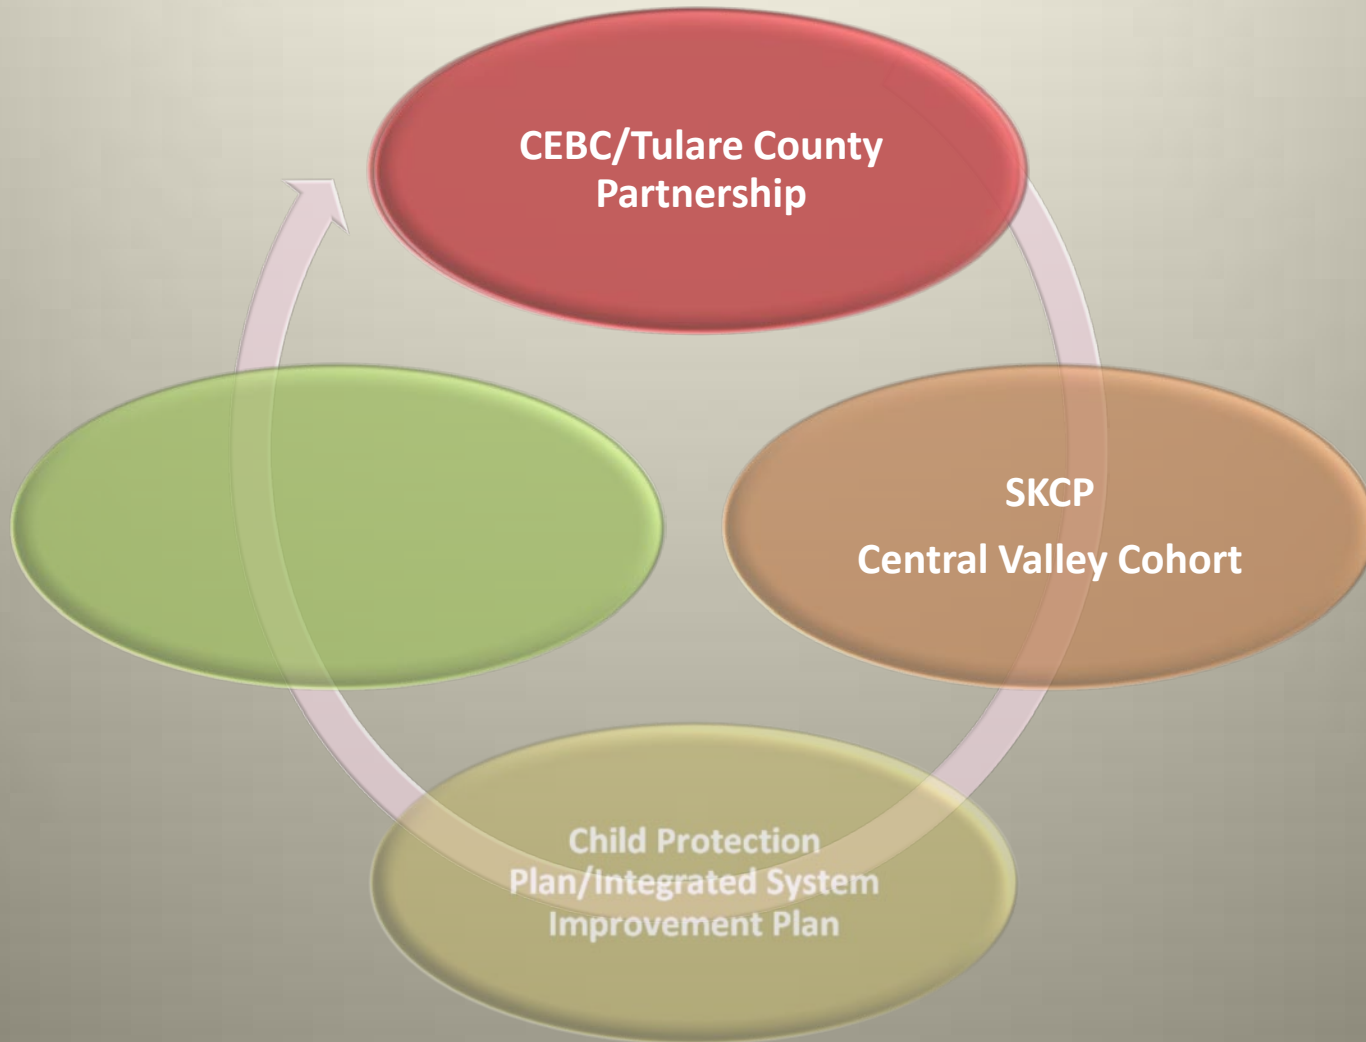 CEBC/Tulare County
Partnership
SKCP
Central Valley Cohort
Child Protection
Plan/Integrated System
Improvement Plan